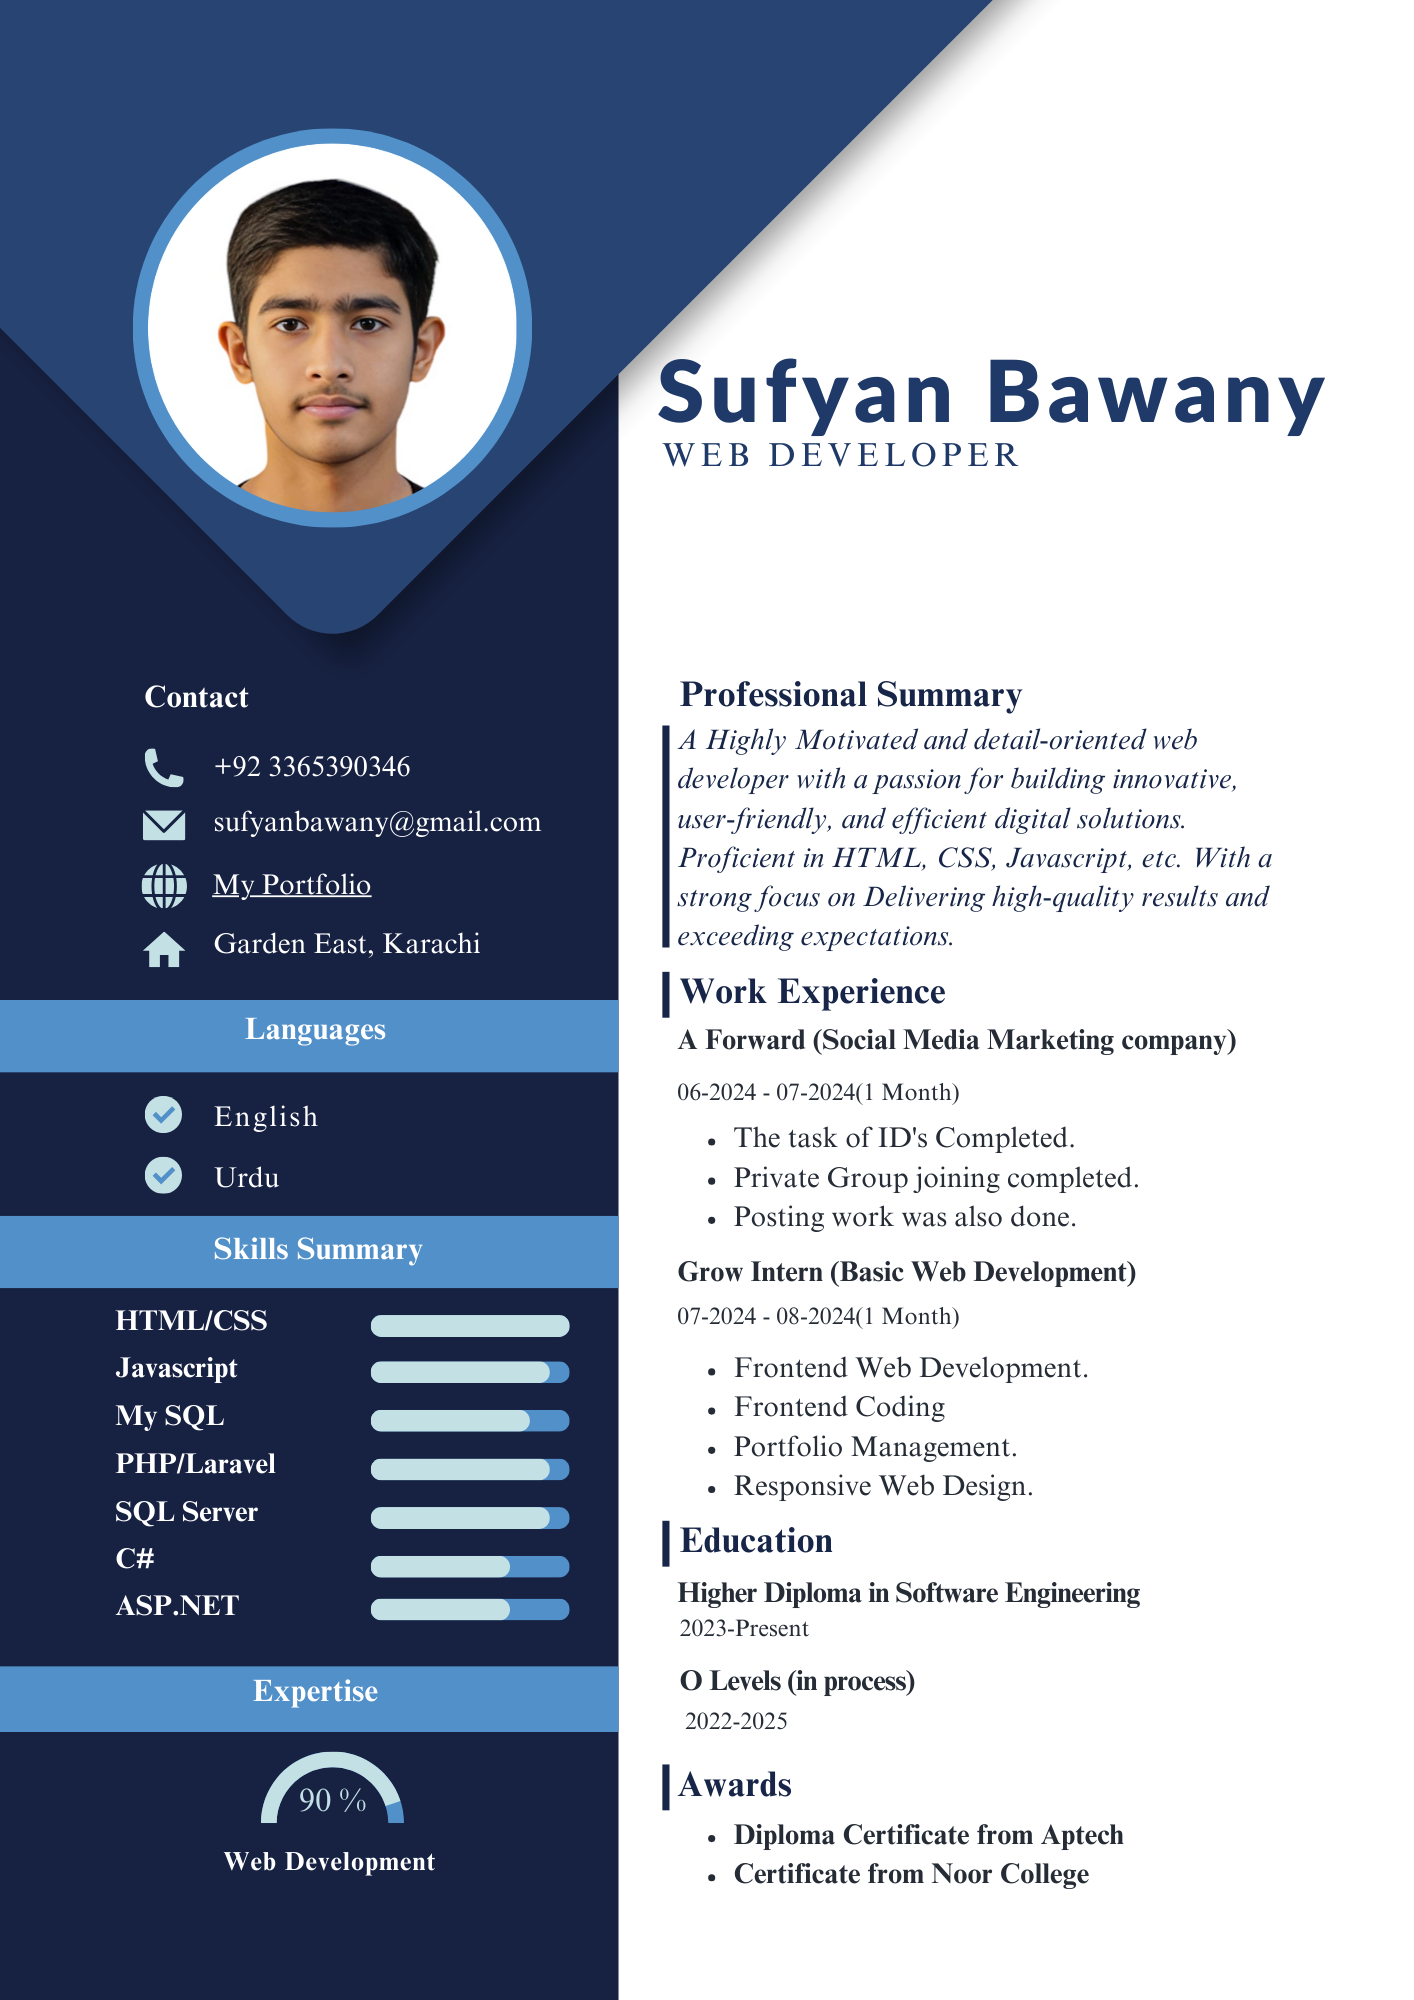 Sufyan Bawany
WEB DEVELOPER
Contact
+92 3365390346
sufyanbawany@gmail.com
My Portfolio
Garden East, Karachi
Languages
English
Urdu
Skills Summary
HTML/CSS
Javascript
My SQL
PHP/Laravel
SQL Server
C#
ASP.NET
Expertise
90 %
Web Development
Professional Summary
A Highly Motivated and detail-oriented web
developer with a passion for building innovative,
user-friendly, and efficient digital solutions.
Proficient in HTML, CSS, Javascript, etc. With a
strong focus on Delivering high-quality results and
exceeding expectations.
Work Experience
A Forward (Social Media Marketing company)
06-2024 - 07-2024(1 Month)
• The task of ID's Completed.
• Private Group joining completed.
• Posting work was also done.
Grow Intern (Basic Web Development)
07-2024 - 08-2024(1 Month)
• Frontend Web Development.
• Frontend Coding
• Portfolio Management.
• Responsive Web Design.
Education
Higher Diploma in Software Engineering
2023-Present
O Levels (in process)
2022-2025
Awards
• Diploma Certificate from Aptech
• Certificate from Noor College